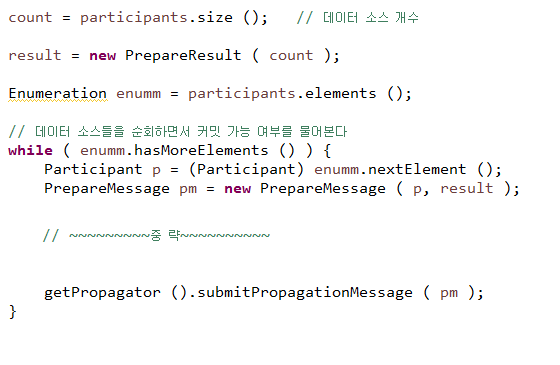 count = participants.size ();   // 데이터 소스 개수
result = new PrepareResult ( count );
Enumeration enumm = participants.elements ();
// 데이터 소스들을 순회하면서 커밋 가능 여부를 물어본다
while ( enumm.hasMoreElements () ) {
    Participant p = (Participant) enumm.nextElement ();
    PrepareMessage pm = new PrepareMessage ( p, result );
    // ~~~~~~~~~중 략~~~~~~~~~~
    getPropagator ().submitPropagationMessage ( pm );
}